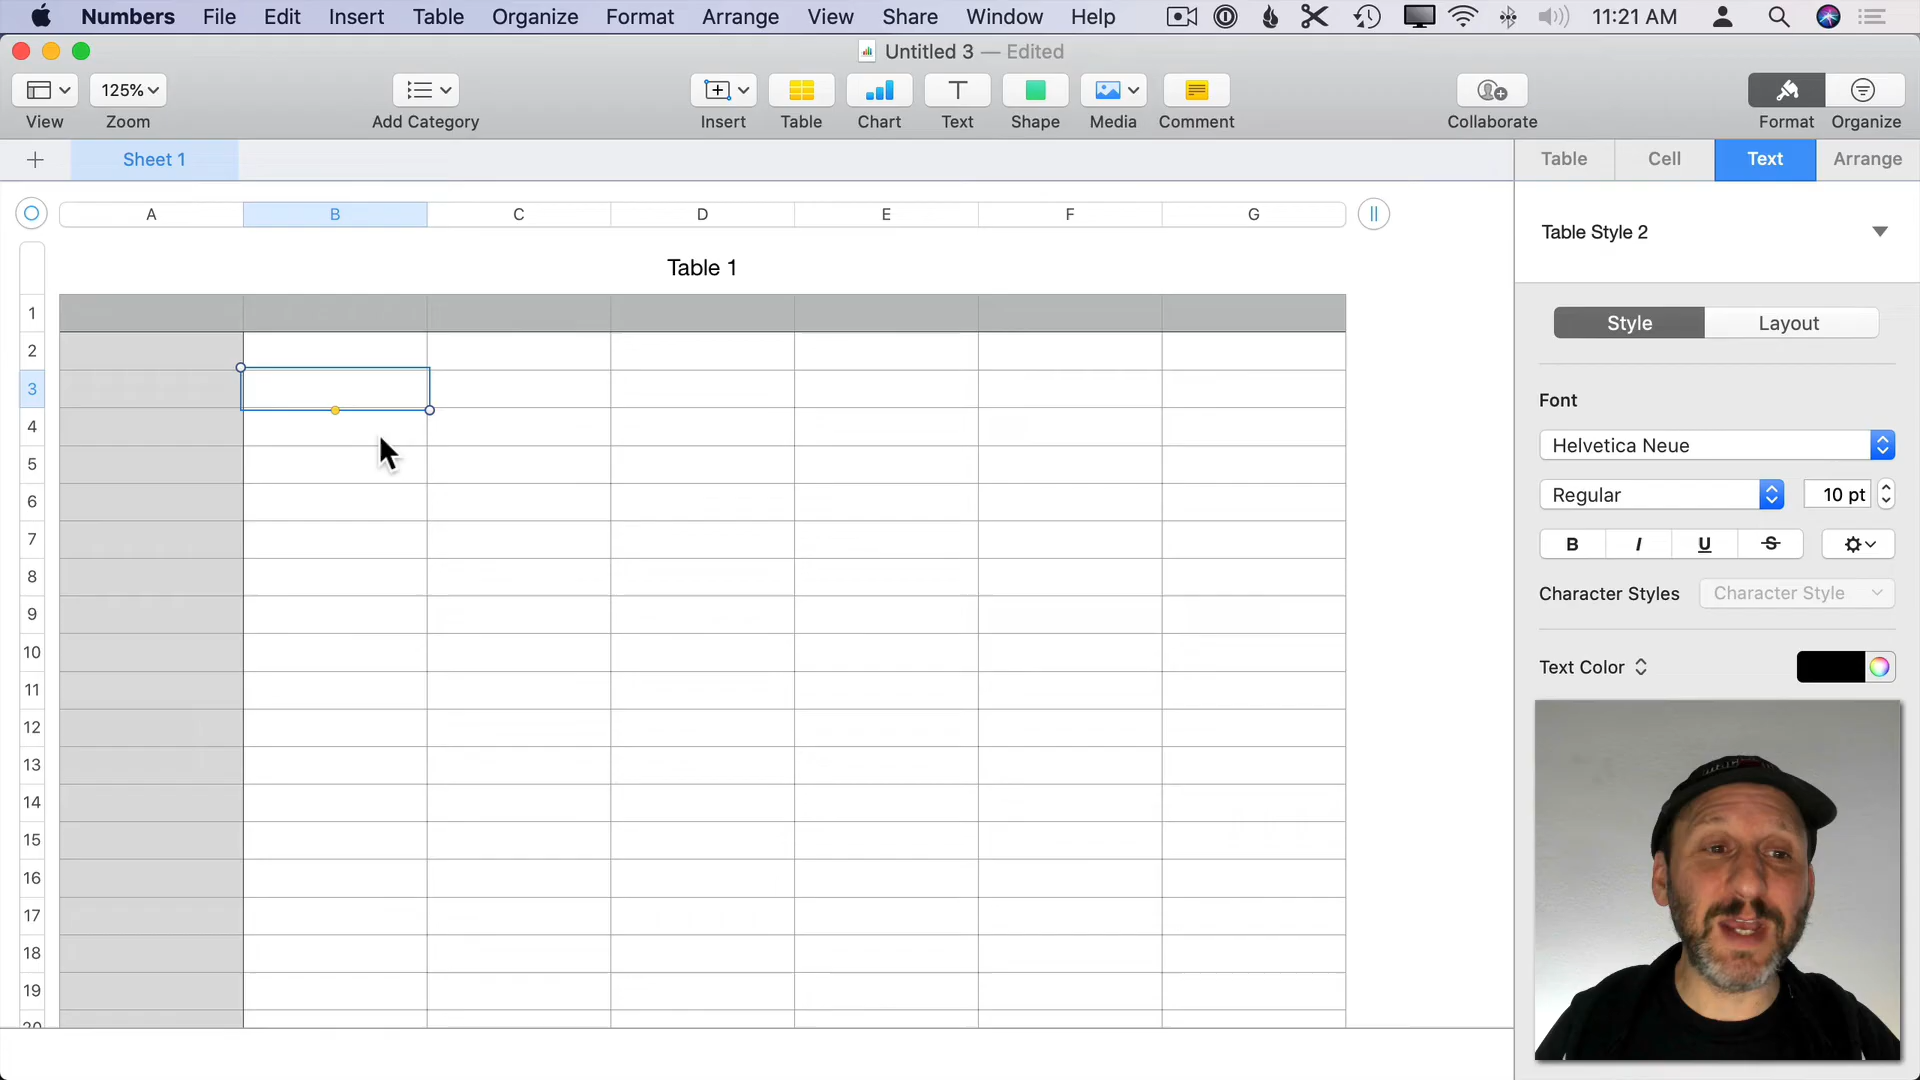 Numbers File Edit Insert Table Organize Format Arrange View Share Window Help 11:21 AM
Untitled 3 — Edited
125%
View Zoom Add Category Insert Table Chart Text Shape Media Comment Collaborate Format Organize
Sheet 1
Table Cell Text Arrange
A B C D E F G
Table Style 2
Table 1
1
2
3
4
5
6
7
8
9
10
11
12
13
14
15
16
17
18
19
20
Style Layout
Font
Helvetica Neue
Regular 10 pt
B I U S
Character Styles Character Style
Text Color